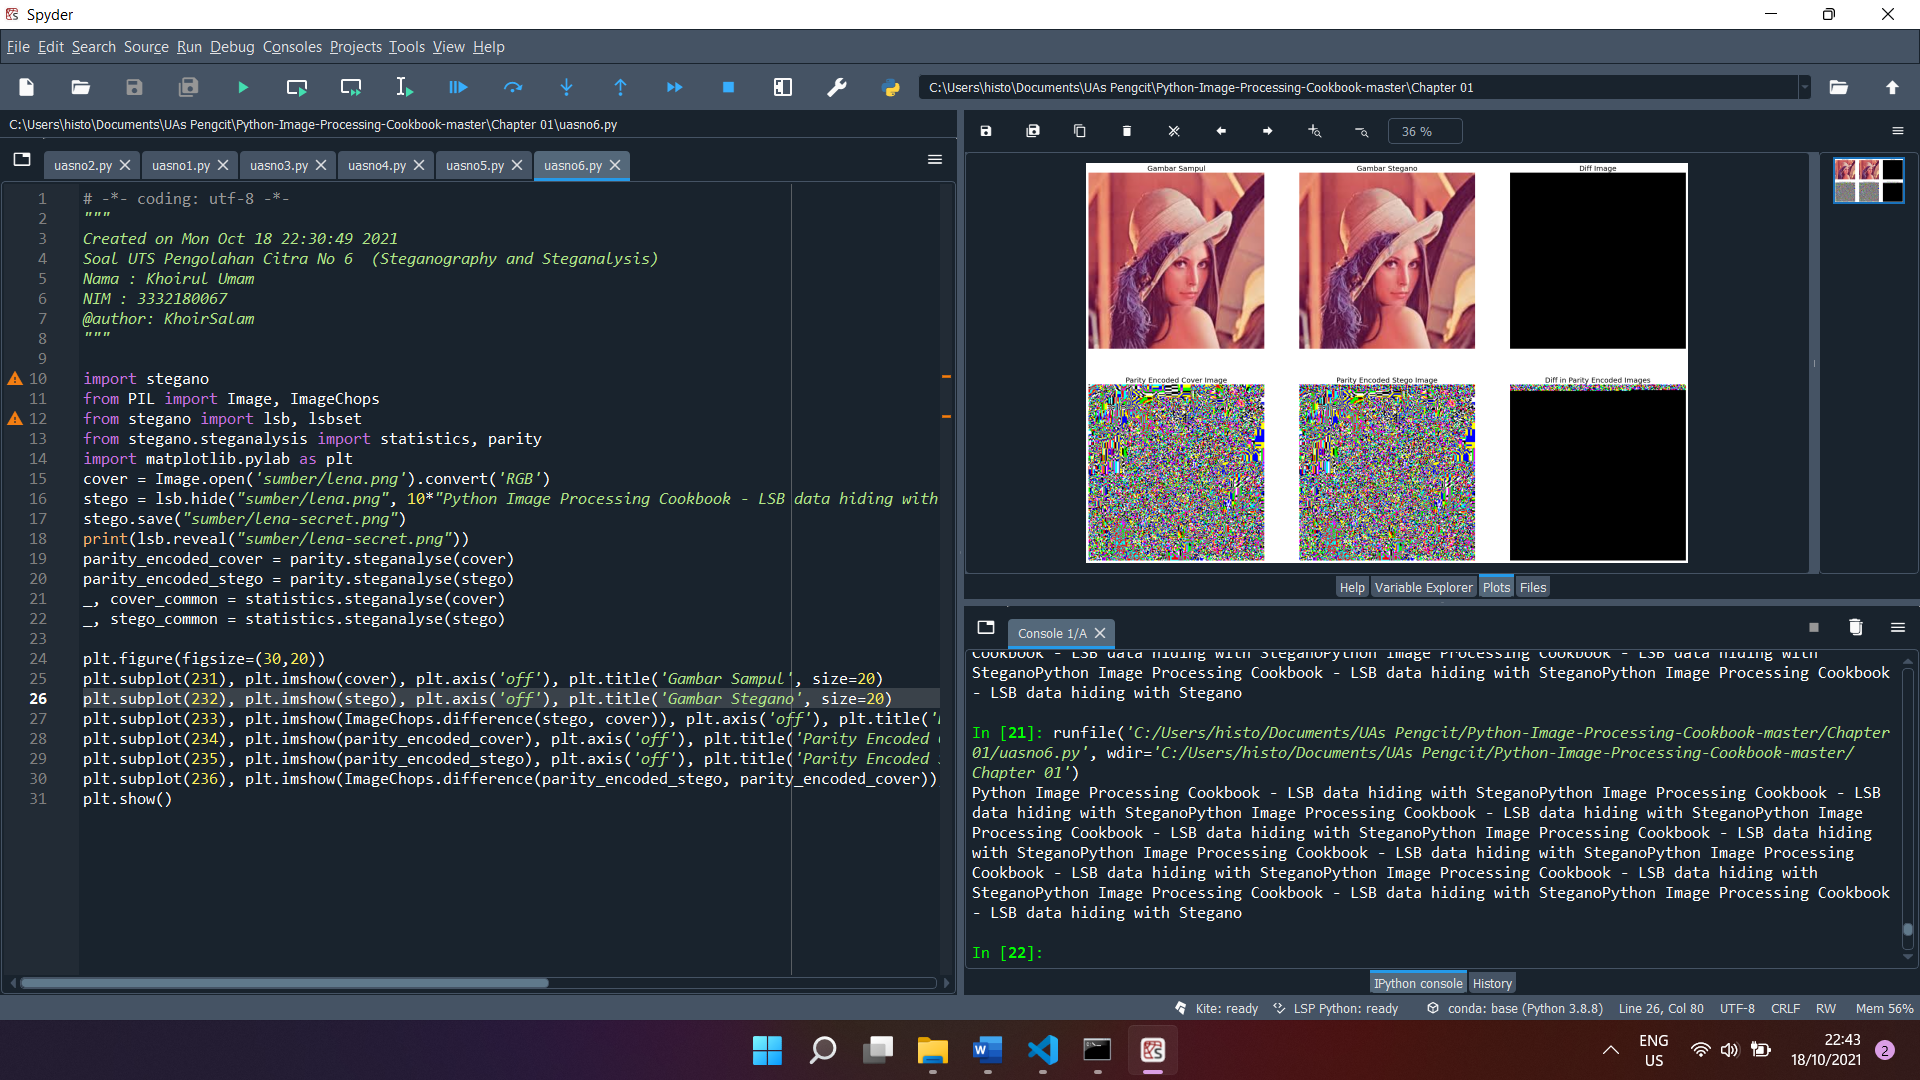 Spyder
File Edit Search Source Run Debug Consoles Projects Tools View Help
C:\Users\histo\Documents\UAs Pengcit\Python-Image-Processing-Cookbook-master\Chapter 01
C:\Users\histo\Documents\UAs Pengcit\Python-Image-Processing-Cookbook-master\Chapter 01\uasno6.py
uasno2.py uasno1.py uasno3.py uasno4.py uasno5.py uasno6.py
1 # -*- coding: utf-8 -*-
2 """
3 Created on Mon Oct 18 22:30:49 2021
4 Soal UTS Pengolahan Citra No 6  (Steganography and Steganalysis)
5 Nama : Khoirul Umam
6 NIM : 3332180067
7 @author: KhoirSalam
8 """
9
10 import stegano
11 from PIL import Image, ImageChops
12 from stegano import lsb, lsbset
13 from stegano.steganalysis import statistics, parity
14 import matplotlib.pylab as plt
15 cover = Image.open('sumber/lena.png').convert('RGB')
16 stego = lsb.hide("sumber/lena.png", 10*"Python Image Processing Cookbook - LSB data hiding with
17 stego.save("sumber/lena-secret.png")
18 print(lsb.reveal("sumber/lena-secret.png"))
19 parity_encoded_cover = parity.steganalyse(cover)
20 parity_encoded_stego = parity.steganalyse(stego)
21 _, cover_common = statistics.steganalyse(cover)
22 _, stego_common = statistics.steganalyse(stego)
23
24 plt.figure(figsize=(30,20))
25 plt.subplot(231), plt.imshow(cover), plt.axis('off'), plt.title('Gambar Sampul', size=20)
26 plt.subplot(232), plt.imshow(stego), plt.axis('off'), plt.title('Gambar Stegano', size=20)
27 plt.subplot(233), plt.imshow(ImageChops.difference(stego, cover)), plt.axis('off'), plt.title('
28 plt.subplot(234), plt.imshow(parity_encoded_cover), plt.axis('off'), plt.title('Parity Encoded
29 plt.subplot(235), plt.imshow(parity_encoded_stego), plt.axis('off'), plt.title('Parity Encoded
30 plt.subplot(236), plt.imshow(ImageChops.difference(parity_encoded_stego, parity_encoded_cover))
31 plt.show()
36 %
Gambar Sampul Gambar Stegano Diff Image
Parity Encoded Cover Image Parity Encoded Stego Image Diff in Parity Encoded Images
Help Variable Explorer Plots Files
Console 1/A
Cookbook - LSB data hiding with SteganoPython Image Processing Cookbook - LSB data hiding with
SteganoPython Image Processing Cookbook - LSB data hiding with SteganoPython Image Processing Cookbook
- LSB data hiding with Stegano
In [21]: runfile('C:/Users/histo/Documents/UAs Pengcit/Python-Image-Processing-Cookbook-master/Chapter
01/uasno6.py', wdir='C:/Users/histo/Documents/UAs Pengcit/Python-Image-Processing-Cookbook-master/
Chapter 01')
Python Image Processing Cookbook - LSB data hiding with SteganoPython Image Processing Cookbook - LSB
data hiding with SteganoPython Image Processing Cookbook - LSB data hiding with SteganoPython Image
Processing Cookbook - LSB data hiding with SteganoPython Image Processing Cookbook - LSB data hiding
with SteganoPython Image Processing Cookbook - LSB data hiding with SteganoPython Image Processing
Cookbook - LSB data hiding with SteganoPython Image Processing Cookbook - LSB data hiding with
SteganoPython Image Processing Cookbook - LSB data hiding with SteganoPython Image Processing Cookbook
- LSB data hiding with Stegano
In [22]:
IPython console History
Kite: ready LSP Python: ready conda: base (Python 3.8.8) Line 26, Col 80 UTF-8 CRLF RW Mem 56%
ENG
US
22:43
18/10/2021
2